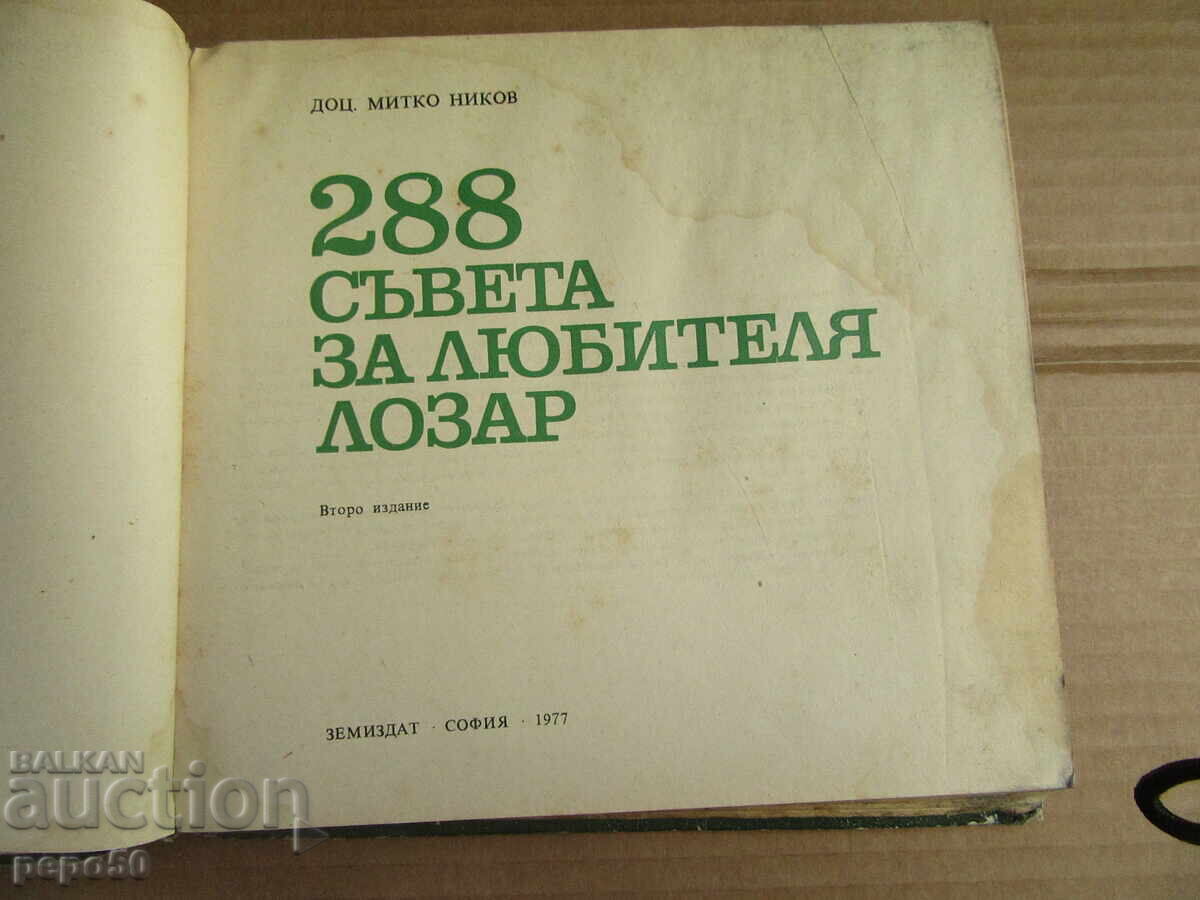 ДОЦ. МИТКО НИКОВ
288
СЪВЕТА
ЗА ЛЮБИТЕЛЯ
ЛОЗАР
Второ издание
ЗЕМИЗДАТ · СОФИЯ · 1977
BALKAN
auction
pepo50